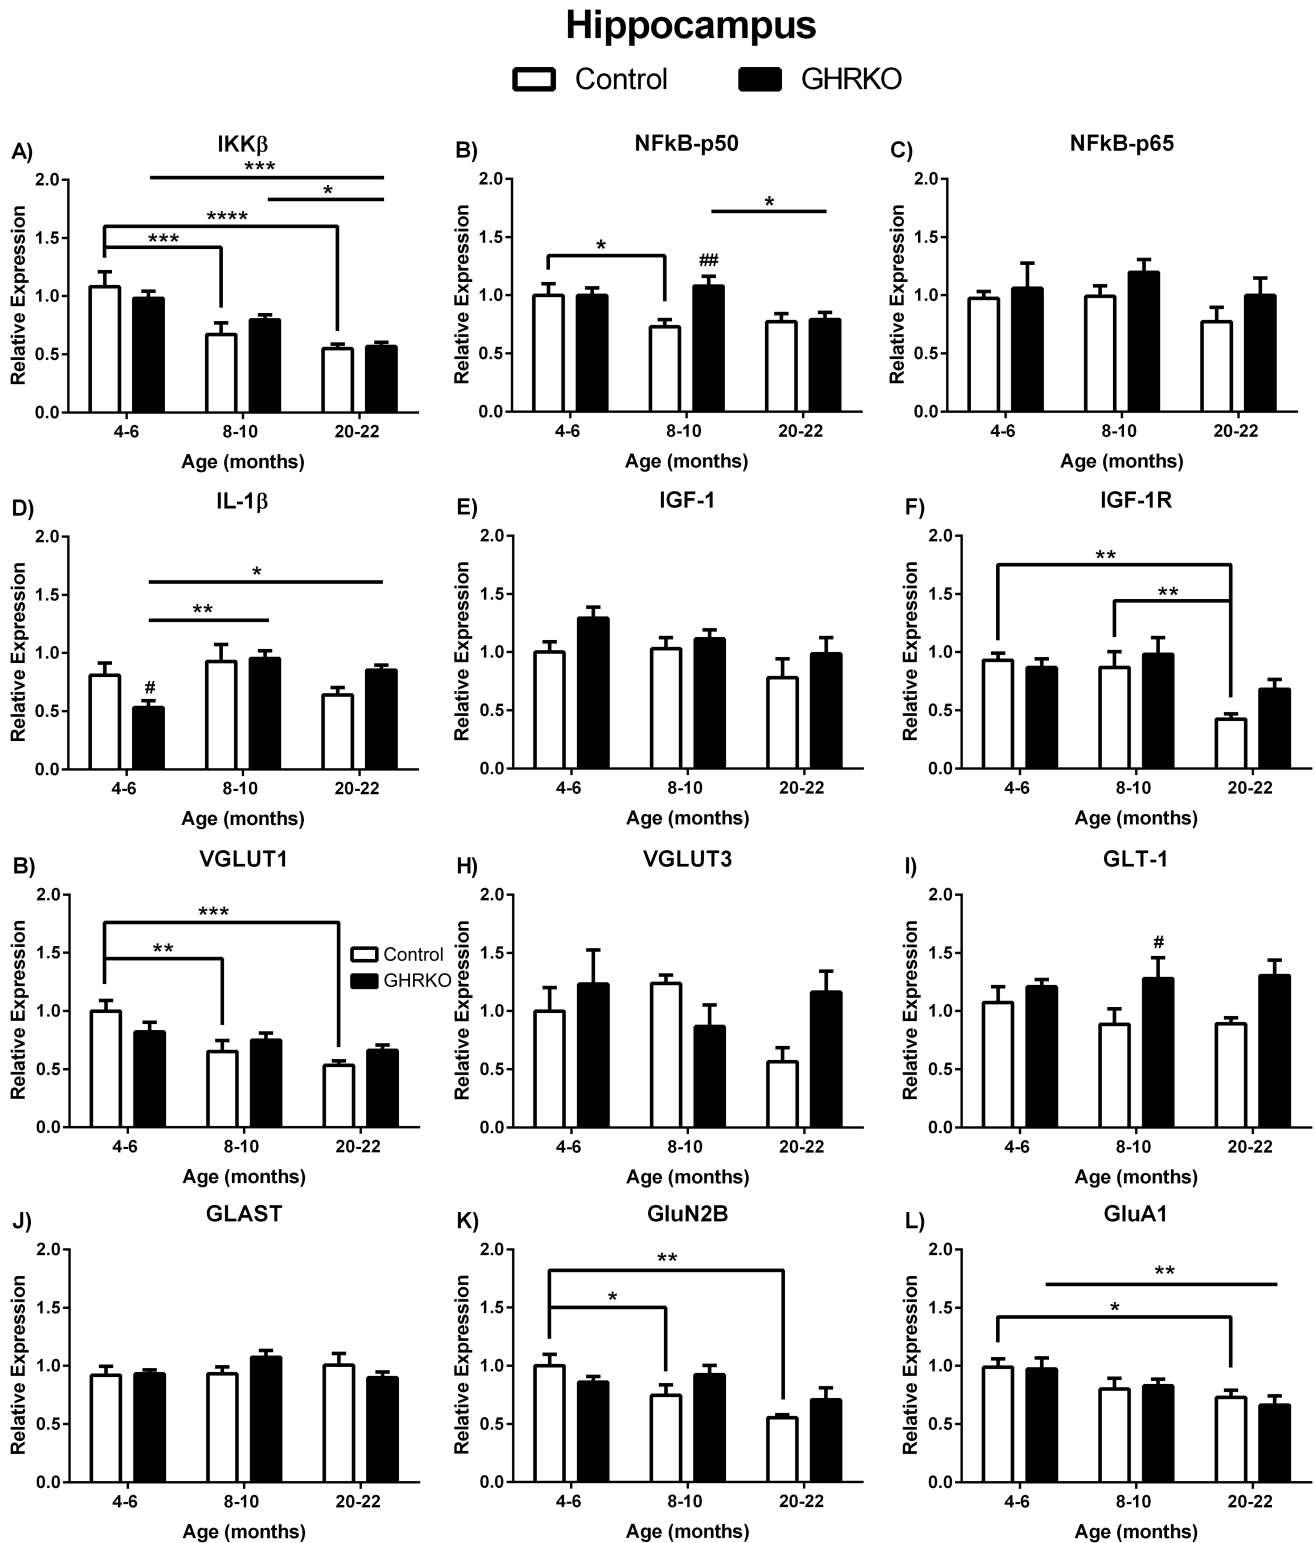 Hippocampus
Control GHRKO
A) IKKβ
***
*
****
***
Relative Expression
2.0
1.5
1.0
0.5
0.0
4-6 8-10 20-22
Age (months)
B) NFkB-p50
*
*
##
Relative Expression
2.0
1.5
1.0
0.5
0.0
4-6 8-10 20-22
Age (months)
C) NFkB-p65
Relative Expression
2.0
1.5
1.0
0.5
0.0
4-6 8-10 20-22
Age (months)
D) IL-1β
*
**
#
Relative Expression
2.0
1.5
1.0
0.5
0.0
4-6 8-10 20-22
Age (months)
E) IGF-1
Relative Expression
2.0
1.5
1.0
0.5
0.0
4-6 8-10 20-22
Age (months)
F) IGF-1R
**
**
Relative Expression
2.0
1.5
1.0
0.5
0.0
4-6 8-10 20-22
Age (months)
B) VGLUT1
***
**
Control
GHRKO
Relative Expression
2.0
1.5
1.0
0.5
0.0
4-6 8-10 20-22
Age (months)
H) VGLUT3
Relative Expression
2.0
1.5
1.0
0.5
0.0
4-6 8-10 20-22
Age (months)
I) GLT-1
#
Relative Expression
2.0
1.5
1.0
0.5
0.0
4-6 8-10 20-22
Age (months)
J) GLAST
Relative Expression
2.0
1.5
1.0
0.5
0.0
4-6 8-10 20-22
Age (months)
K) GluN2B
**
*
Relative Expression
2.0
1.5
1.0
0.5
0.0
4-6 8-10 20-22
Age (months)
L) GluA1
**
*
Relative Expression
2.0
1.5
1.0
0.5
0.0
4-6 8-10 20-22
Age (months)